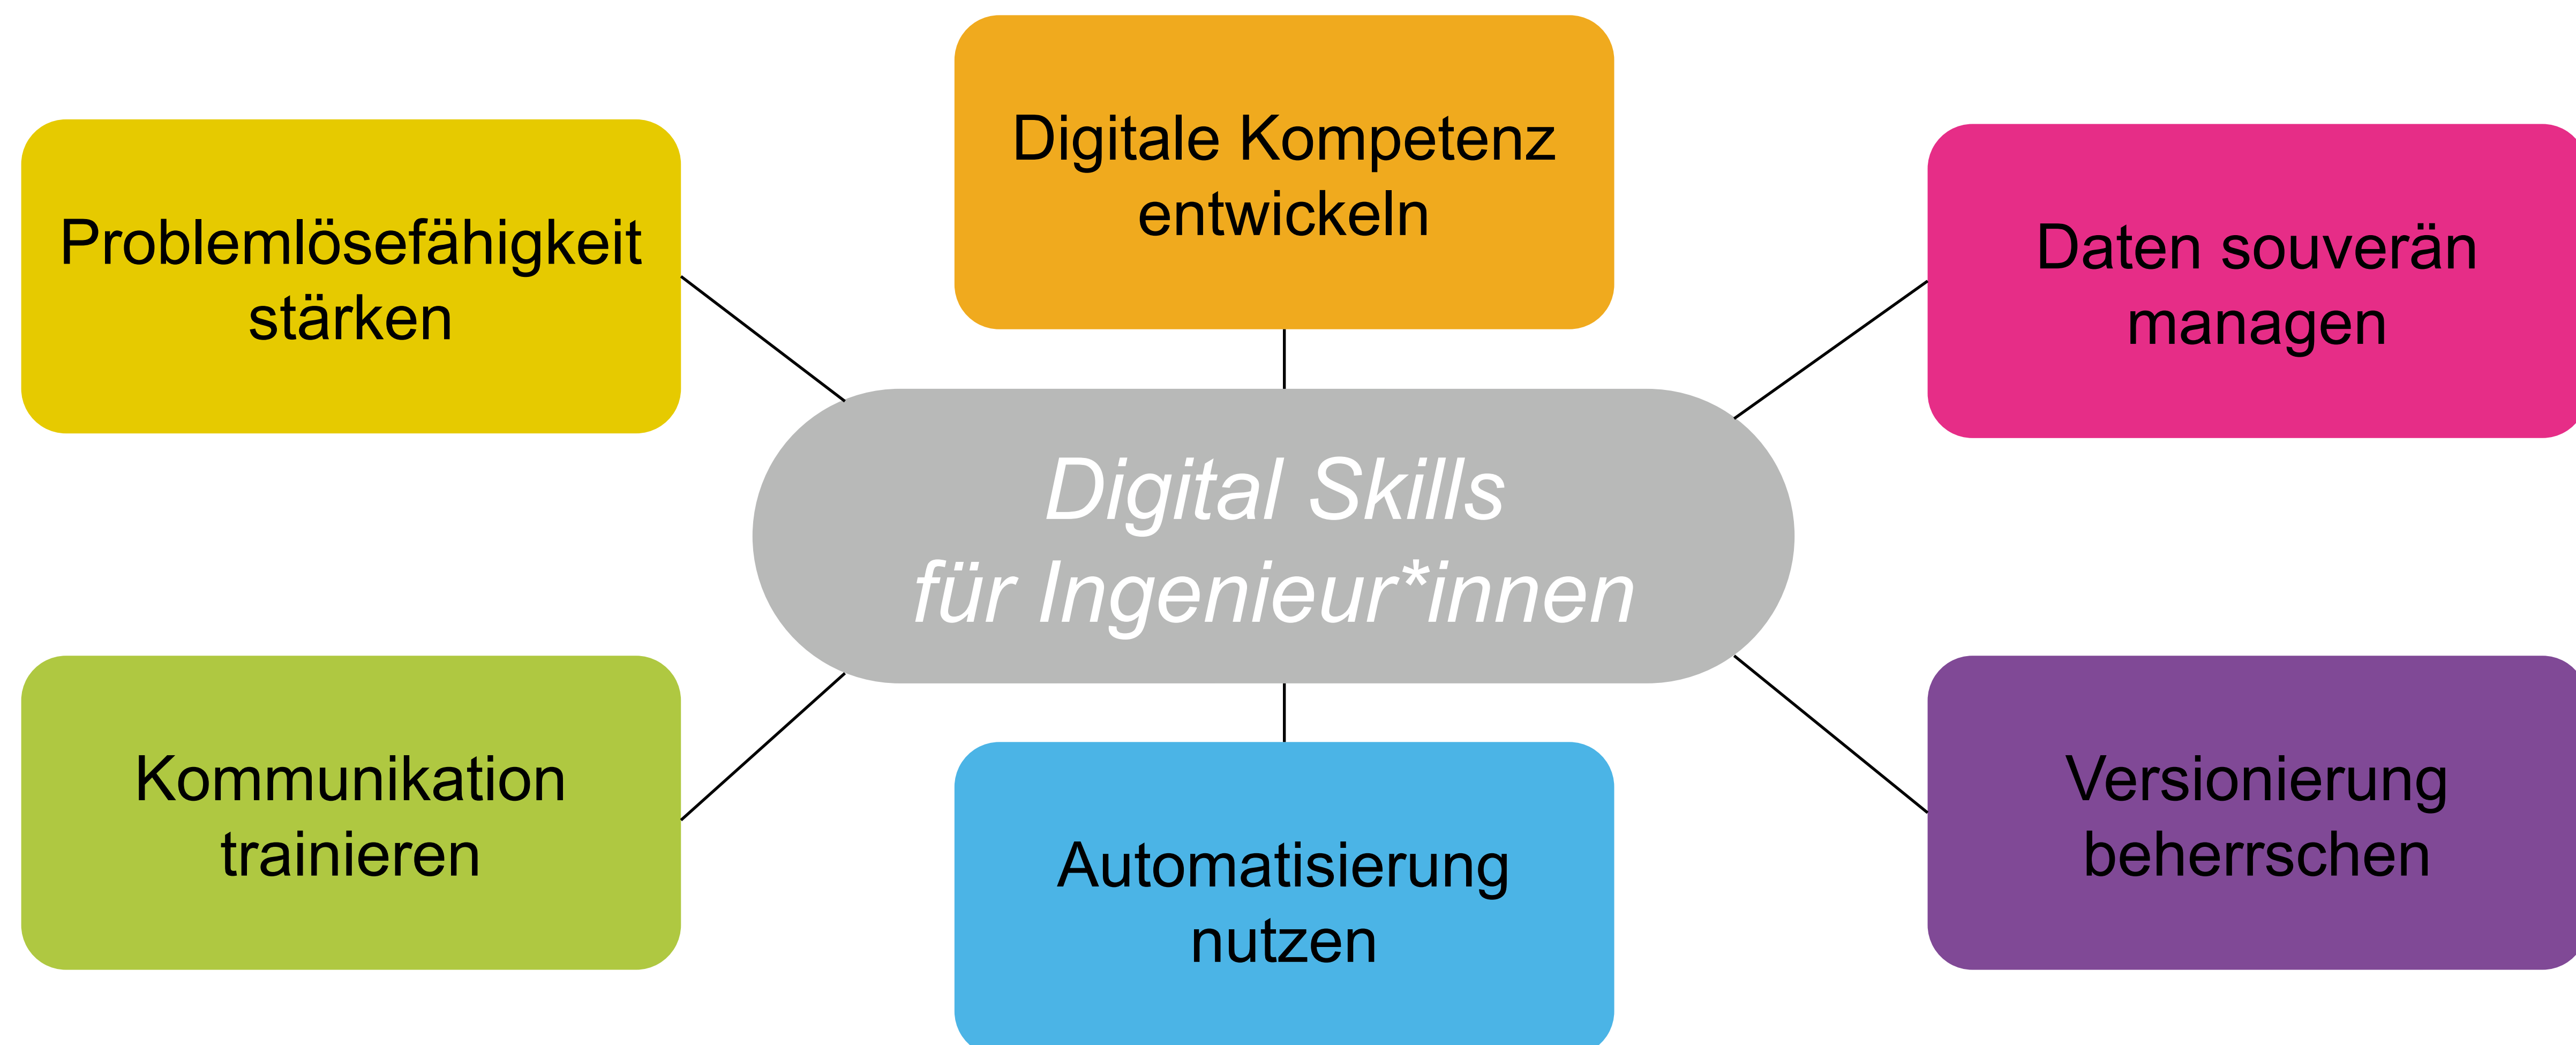 Digitale Kompetenz
entwickeln
Problemlösefähigkeit
stärken
Daten souverän
managen
Digital Skills
für Ingenieur*innen
Kommunikation
trainieren
Automatisierung
nutzen
Versionierung
beherrschen